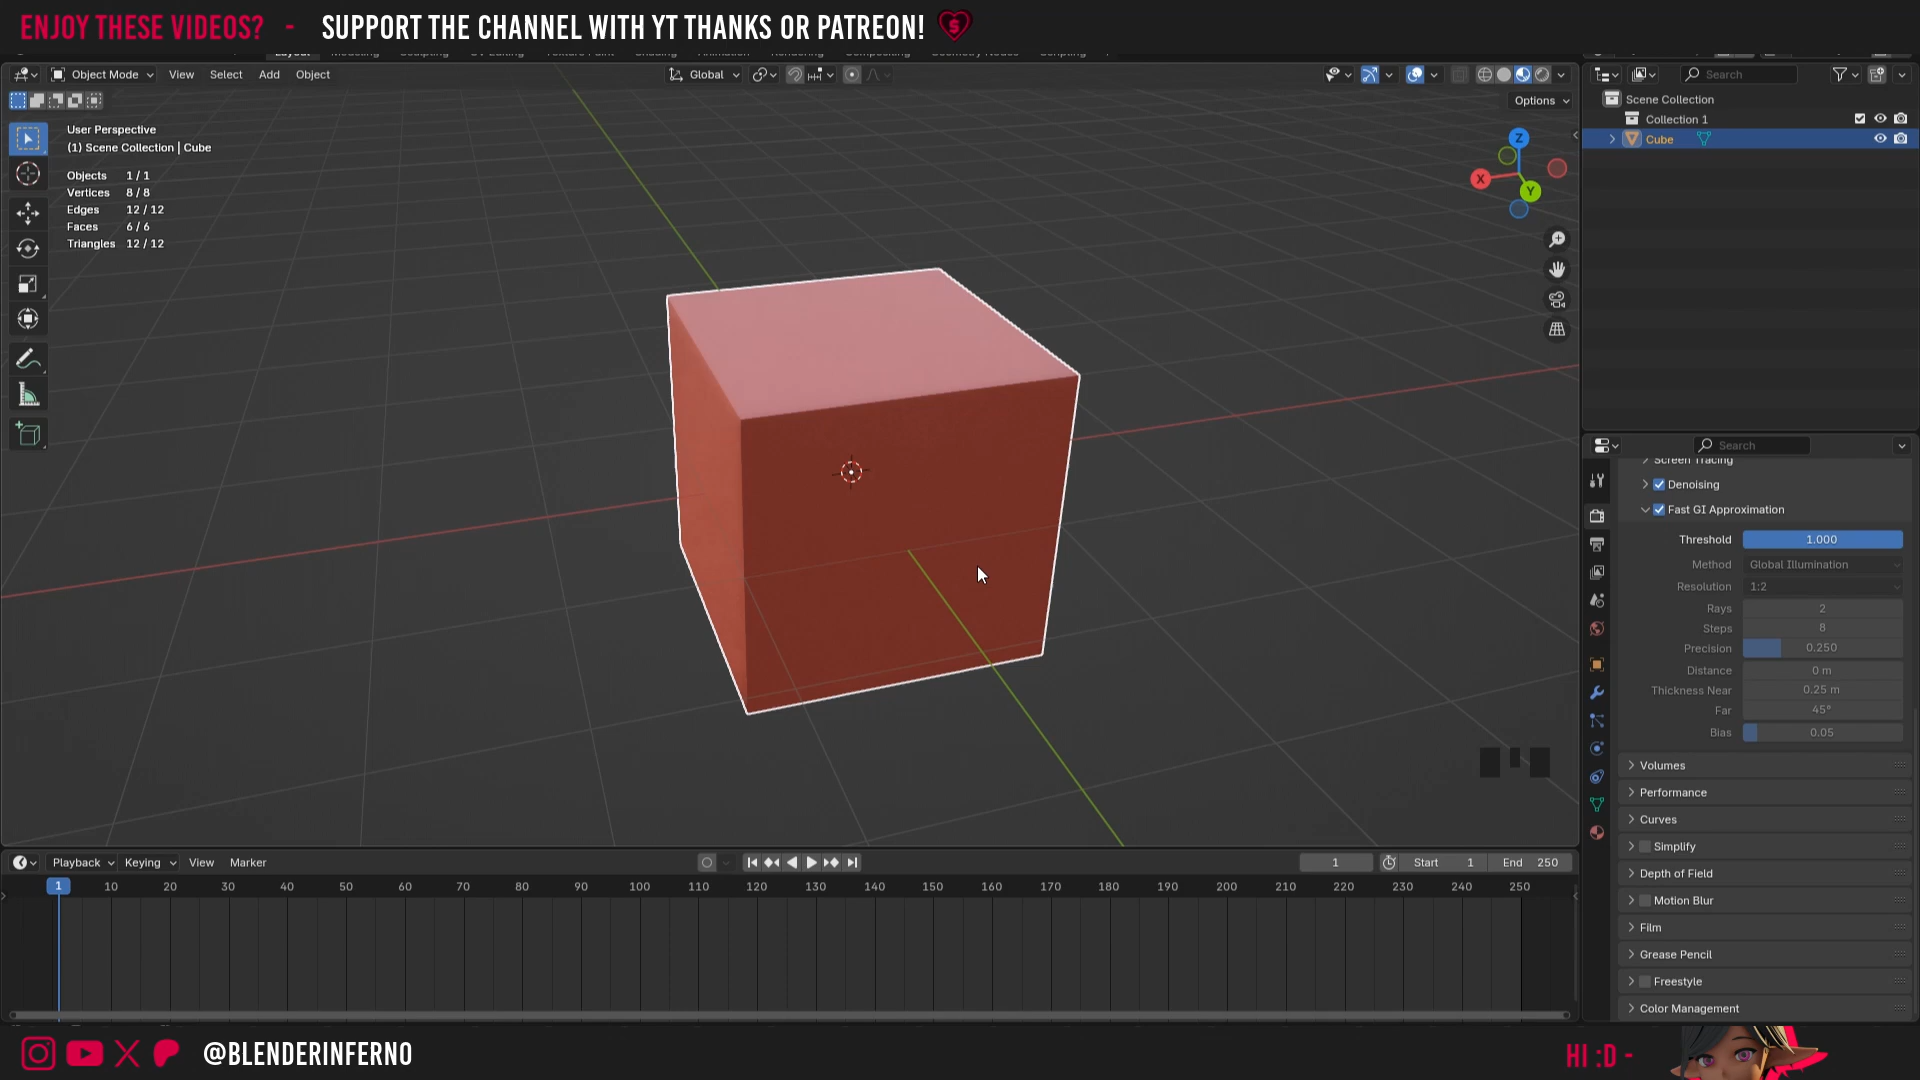 ENJOY THESE VIDEOS? - SUPPORT THE CHANNEL WITH YT THANKS OR PATREON!
Object Mode View Select Add Object Global
Options
Search
Scene Collection
Collection 1
Cube
User Perspective
(1) Scene Collection | Cube
Objects 1 / 1
Vertices 8 / 8
Edges 12 / 12
Faces 6 / 6
Triangles 12 / 12
Z
X
Y
Search
Screen Tracing
Denoising
Fast GI Approximation
Threshold 1.000
Method Global Illumination
Resolution 1:2
Rays 2
Steps 8
Precision 0.250
Distance 0 m
Thickness Near 0.25 m
Far 45°
Bias 0.05
Volumes
Performance
Curves
Simplify
Depth of Field
Motion Blur
Film
Grease Pencil
Freestyle
Color Management
Playback Keying View Marker 1 Start 1 End 250
1 10 20 30 40 50 60 70 80 90 100 110 120 130 140 150 160 170 180 190 200 210 220 230 240 250
@BLENDERINFERNO
HI :D -